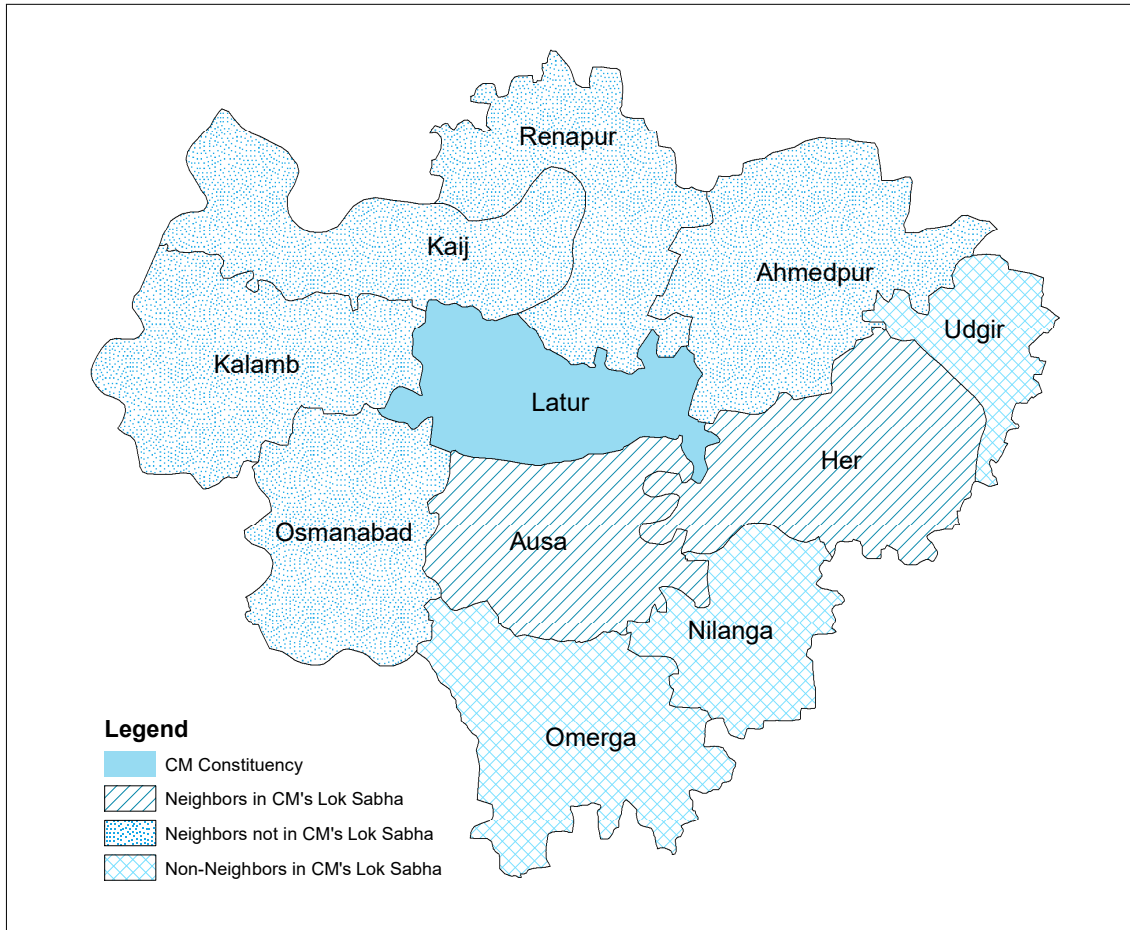 Renapur
Kaij
Ahmedpur
Udgir
Kalamb
Latur
Her
Osmanabad
Ausa
Nilanga
Omerga
Legend
CM Constituency
Neighbors in CM's Lok Sabha
Neighbors not in CM's Lok Sabha
Non-Neighbors in CM's Lok Sabha